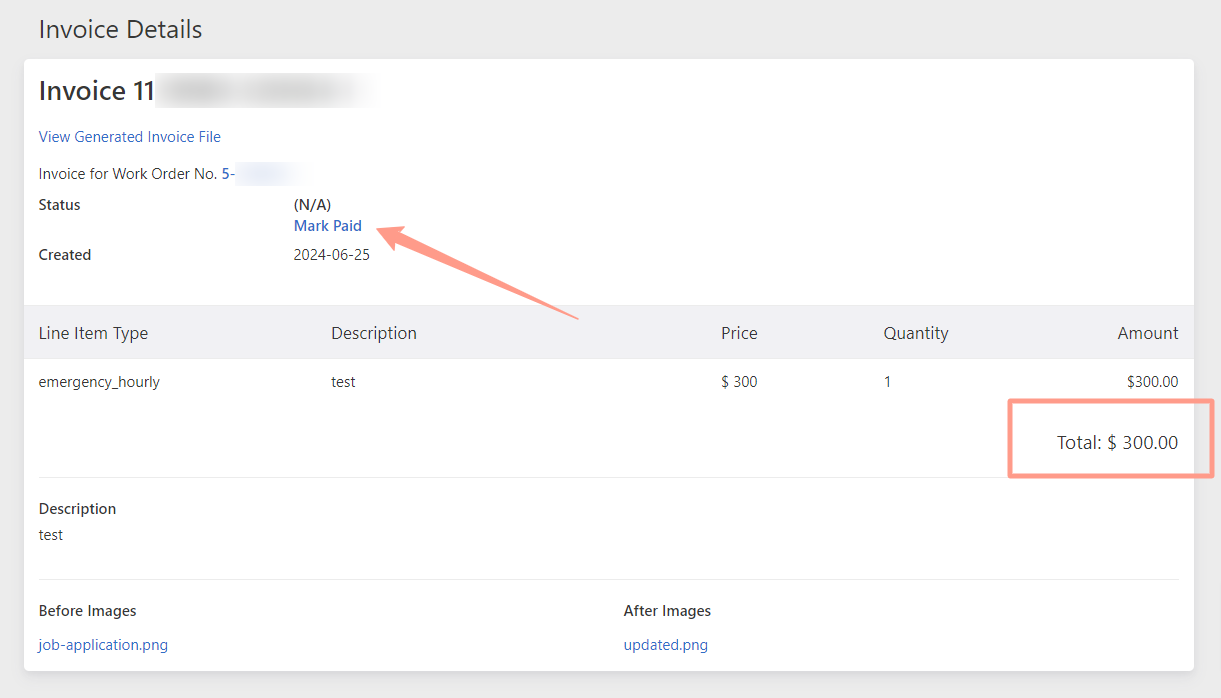 Invoice Details
Invoice 11
View Generated Invoice File
Invoice for Work Order No. 5-
Status (N/A)
Mark Paid
Created 2024-06-25
Line Item Type Description Price Quantity Amount
emergency_hourly test $ 300 1 $300.00
Total: $ 300.00
Description
test
Before Images After Images
job-application.png updated.png